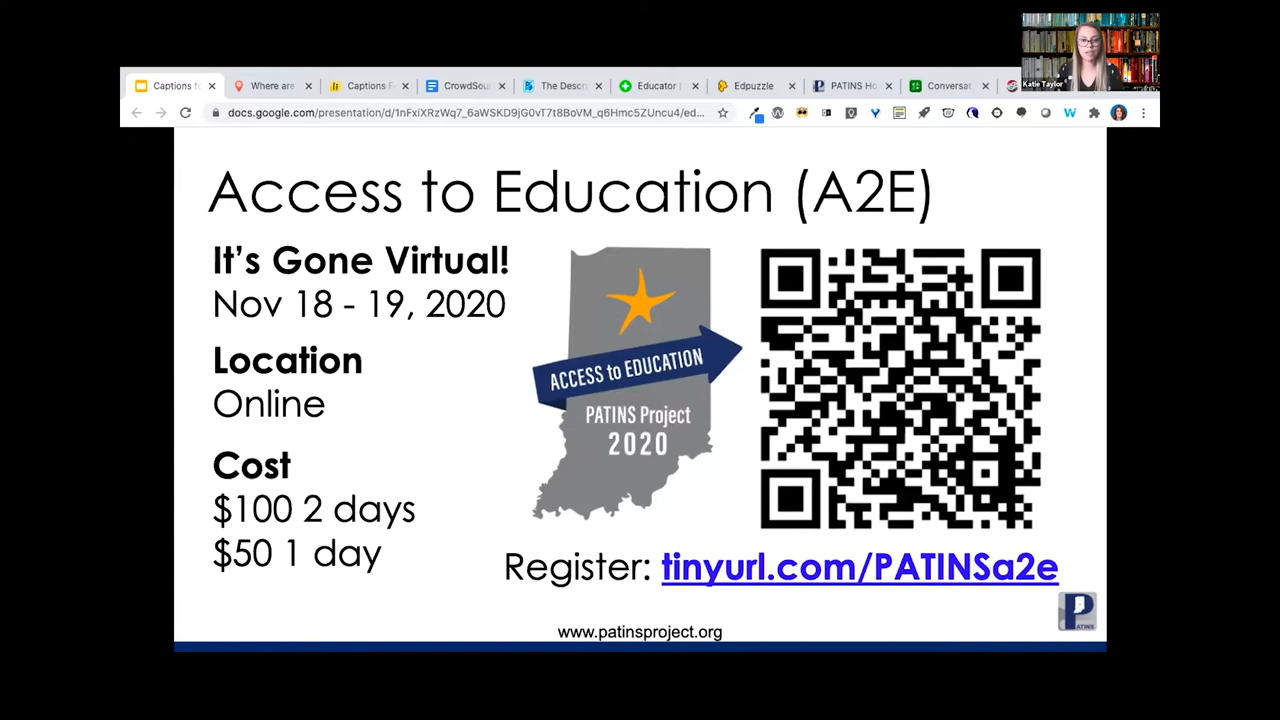 Katie Taylor
Captions to
Where are
Captions F
CrowdSou
The Descri
Educator
Edpuzzle
PATINS Ho
Conversat
docs.google.com/presentation/d/1nFxiXRzWq7_6aWSKD9jG0vT7t8BoVM_q6Hmc5ZUncu4/ed...
Access to Education (A2E)
It's Gone Virtual!
Nov 18 - 19, 2020
Location
Online
Cost
$100 2 days
$50 1 day
ACCESS to EDUCATION
PATINS Project
2020
Register: tinyurl.com/PATINSa2e
PATINS
www.patinsproject.org